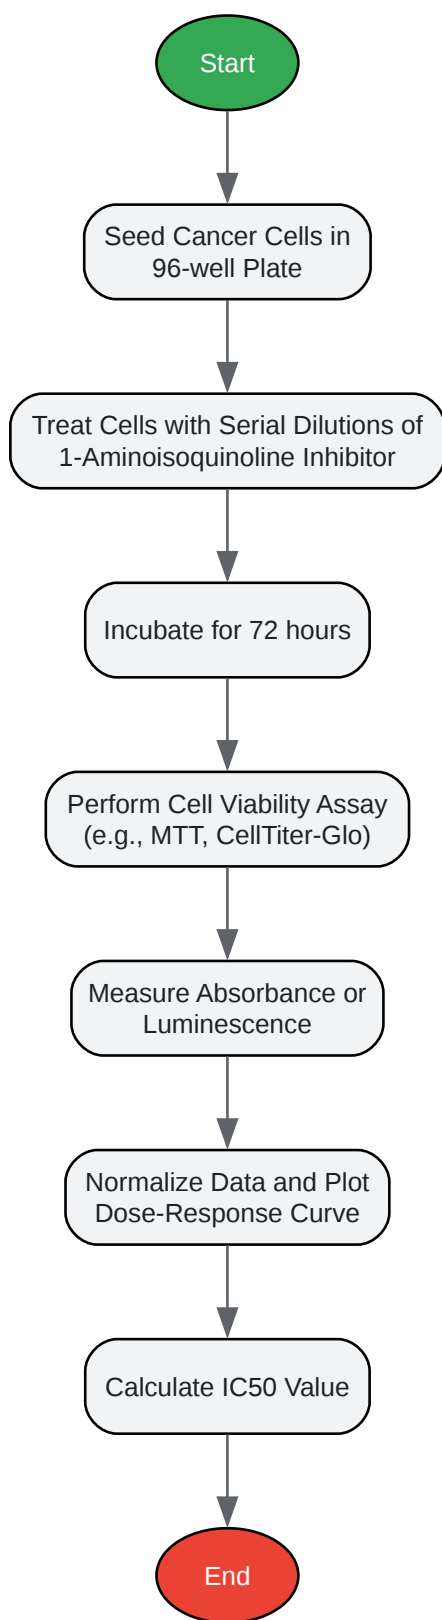 Start
Seed Cancer Cells in
96-well Plate
Treat Cells with Serial Dilutions of
1-Aminoisoquinoline Inhibitor
Incubate for 72 hours
Perform Cell Viability Assay
(e.g., MTT, CellTiter-Glo)
Measure Absorbance or
Luminescence
Normalize Data and Plot
Dose-Response Curve
Calculate IC50 Value
End